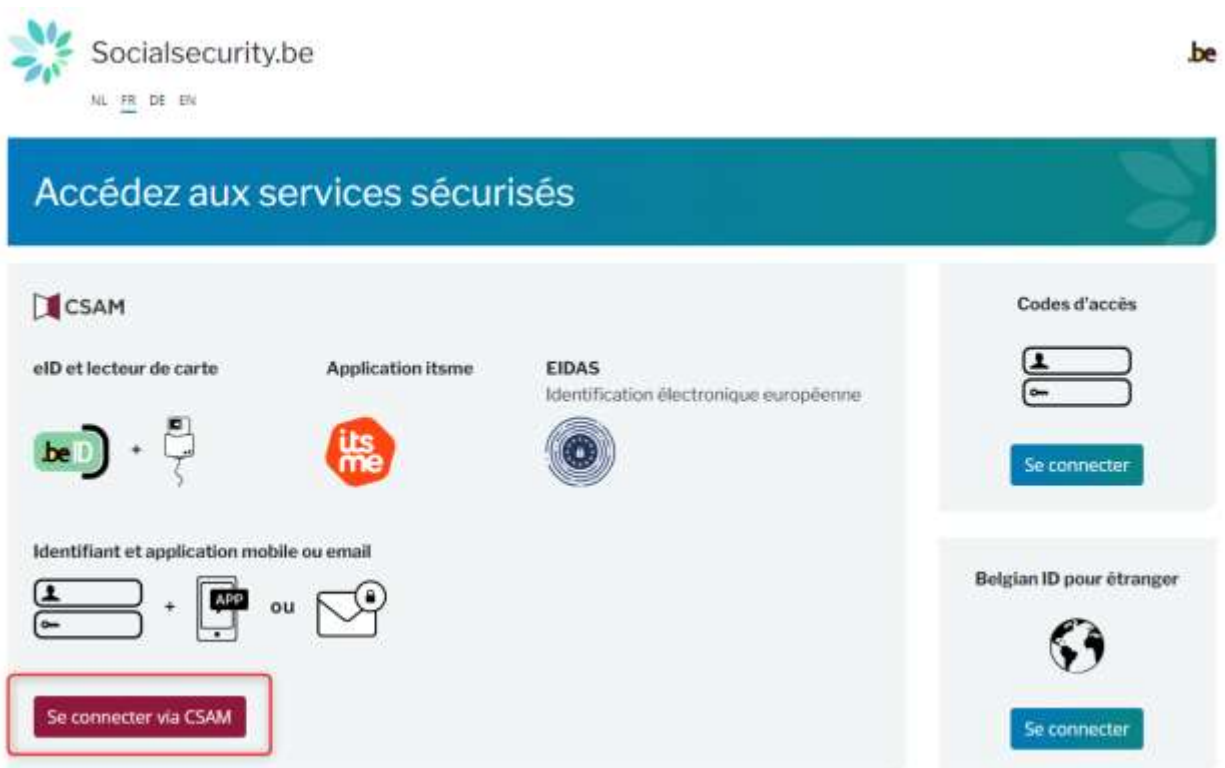 Socialsecurity.be
.be
NL FR DE EN
Accédez aux services sécurisés
CSAM
eID et lecteur de carte
Application itsme
EIDAS
Identification électronique européenne
.beID
+
its
me
Identifiant et application mobile ou email
+
APP
ou
Se connecter via CSAM
Codes d'accès
Se connecter
Belgian ID pour étranger
Se connecter